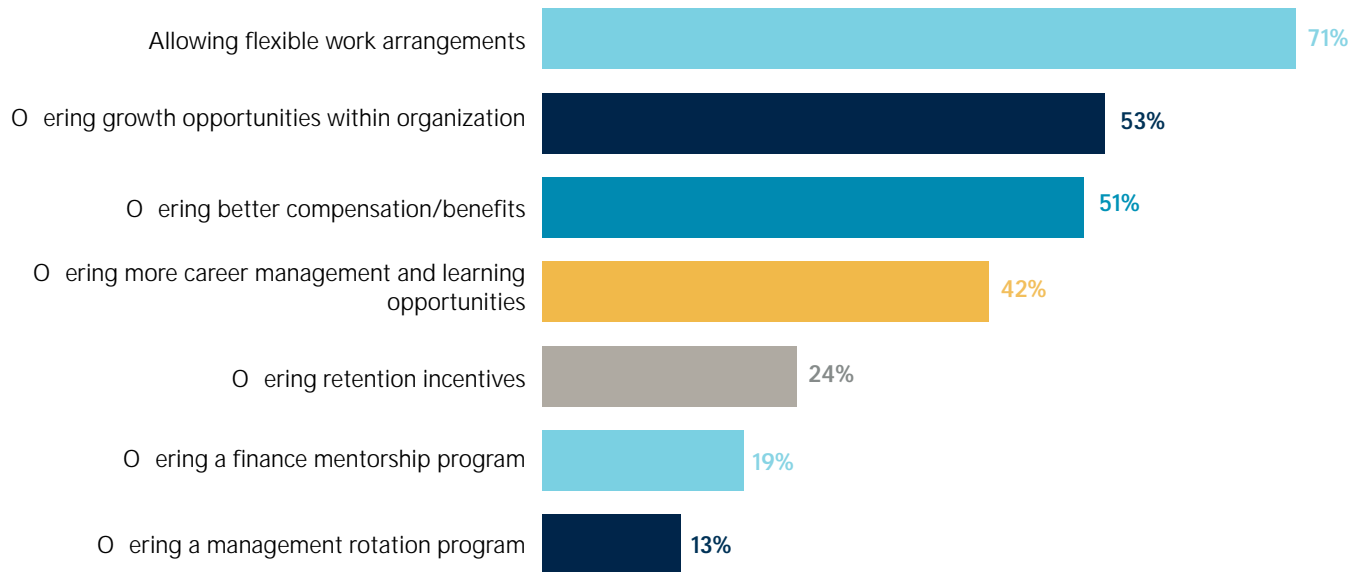 Allowing flexible work arrangements
71%
O ering growth opportunities within organization
53%
O ering better compensation/benefits
51%
O ering more career management and learning
opportunities
42%
O ering retention incentives
24%
O ering a finance mentorship program
19%
O ering a management rotation program
13%